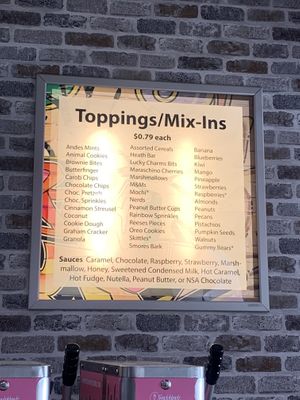 Toppings/Mix-Ins
$0.79 each
Andes Mints
Animal Cookies
Brownie Bites
Butterfinger
Carob Chips
Chocolate Chips
Choc. Pretzels
Choc. Sprinkles
Cinnamon Streusel
Coconut
Cookie Dough
Graham Cracker
Granola
Assorted Cereals
Heath Bar
Lucky Charms Bits
Maraschino Cherries
Marshmallows
M&Ms
Mochi*
Nerds
Peanut Butter Cups
Rainbow Sprinkles
Reeses Pieces
Oreo Cookies
Skittles*
Smores Bark
Banana
Blueberries
Kiwi
Mango
Pineapple
Strawberries
Raspberries*
Almonds
Peanuts
Pecans
Pistachios
Pumpkin Seeds
Walnuts
Gummy Bears*
Sauces Caramel, Chocolate, Raspberry, Strawberry, Marsh-
mallow, Honey, Sweetened Condensed Milk, Hot Caramel,
Hot Fudge, Nutella, Peanut Butter, or NSA Chocolate